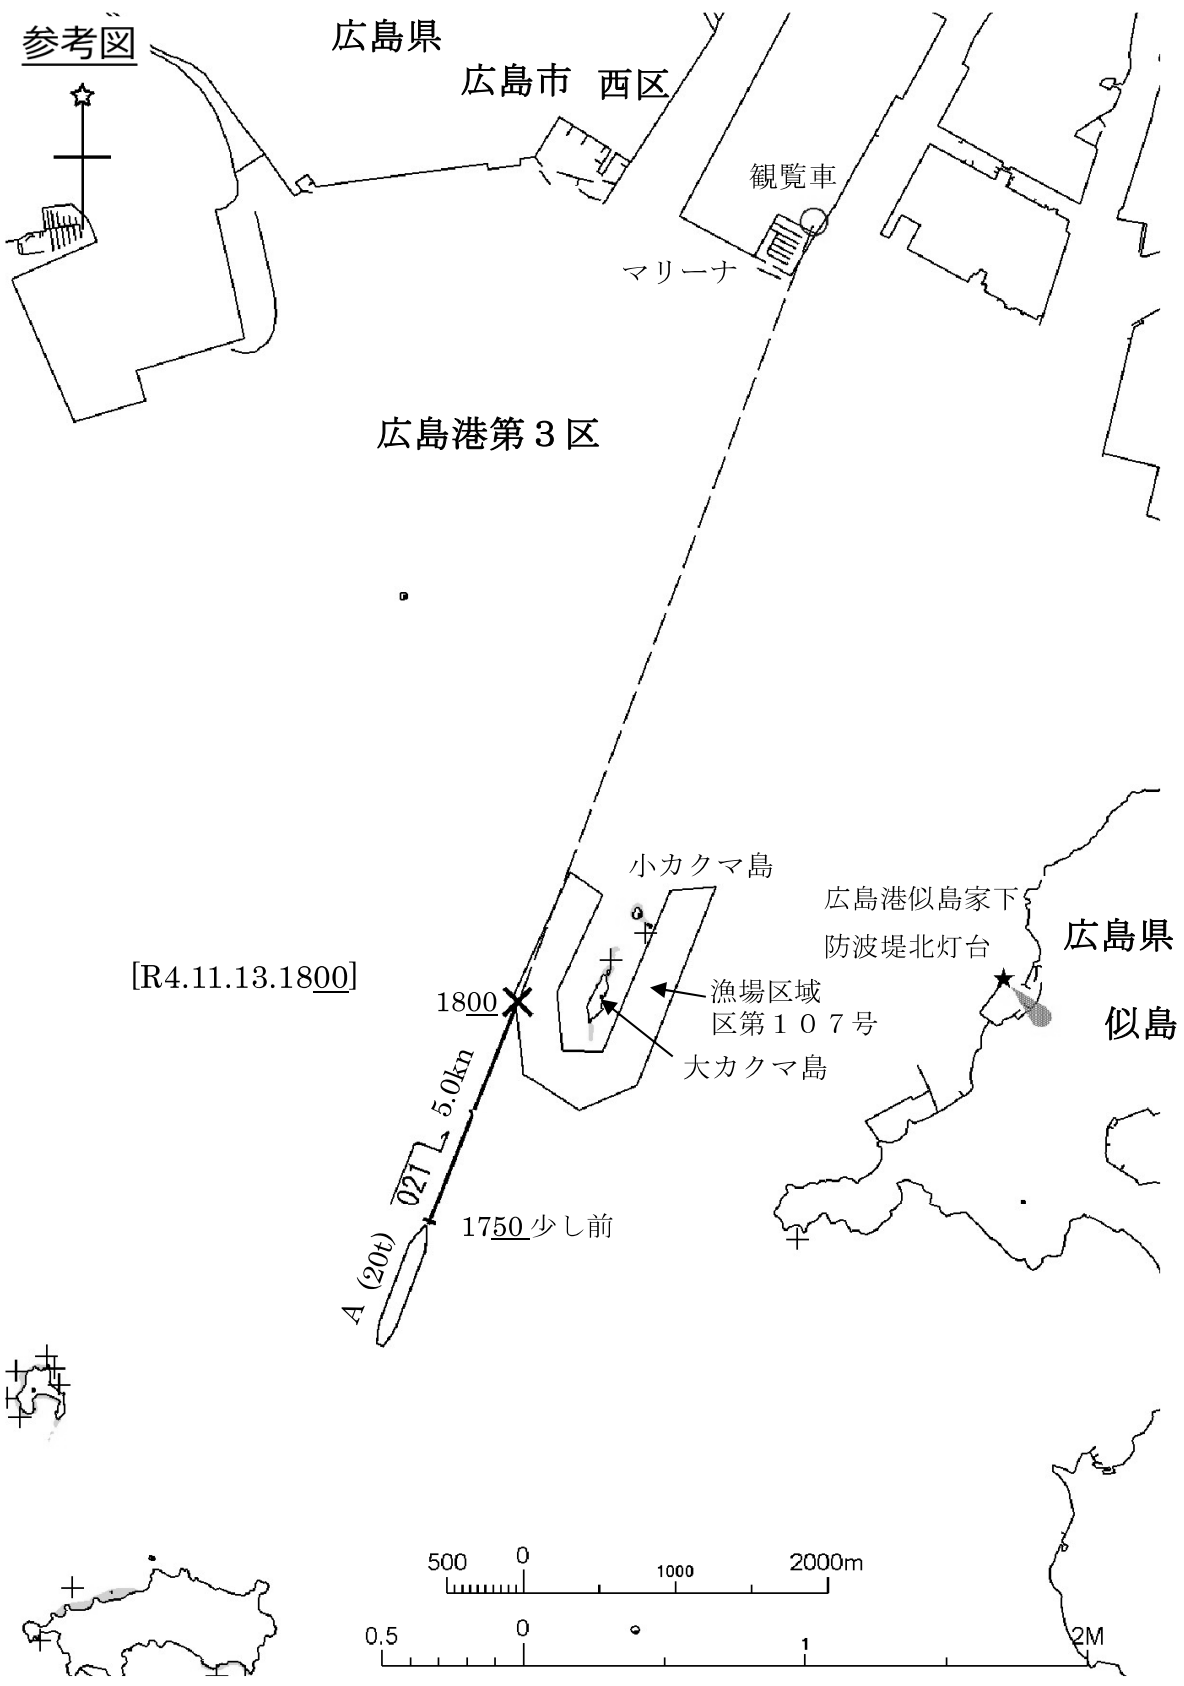 参考図
広島県
広島市 西区
観覧車
マリーナ
広島港第３区
小カクマ島
広島港似島家下
防波堤北灯台
広島県
似島
[R4.11.13.1800]
1800
漁場区域
区第１０７号
大カクマ島
5.0kn
021
1750 少し前
A (20t)
500 0 1000 2000m
0.5 0 1 2M